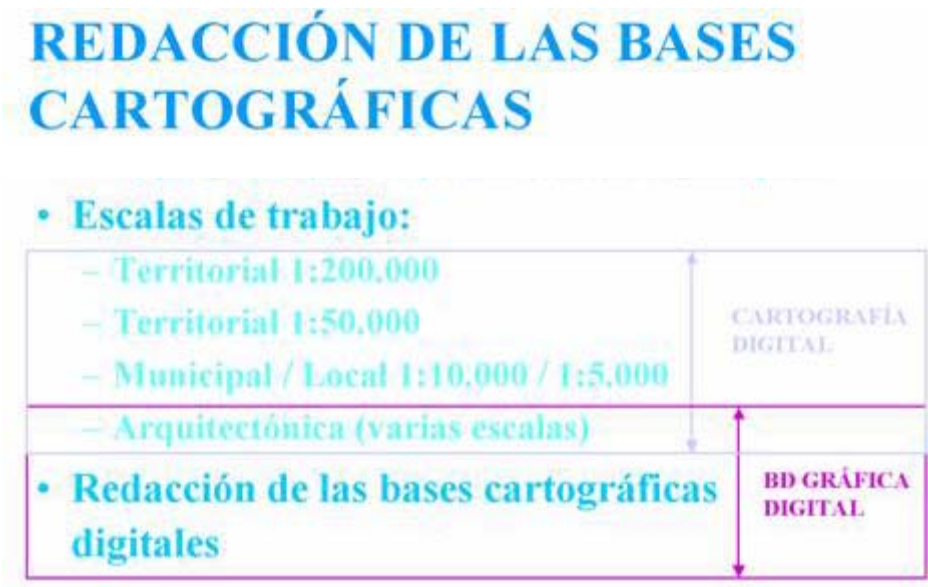 REDACCIÓN DE LAS BASES
CARTOGRÁFICAS
• Escalas de trabajo:
– Territorial 1:200.000
– Territorial 1:50.000
– Municipal / Local 1:10.000 / 1:5.000
– Arquitectónica (varias escalas)
CARTOGRAFÍA
DIGITAL
• Redacción de las bases cartográficas
digitales
BD GRÁFICA
DIGITAL